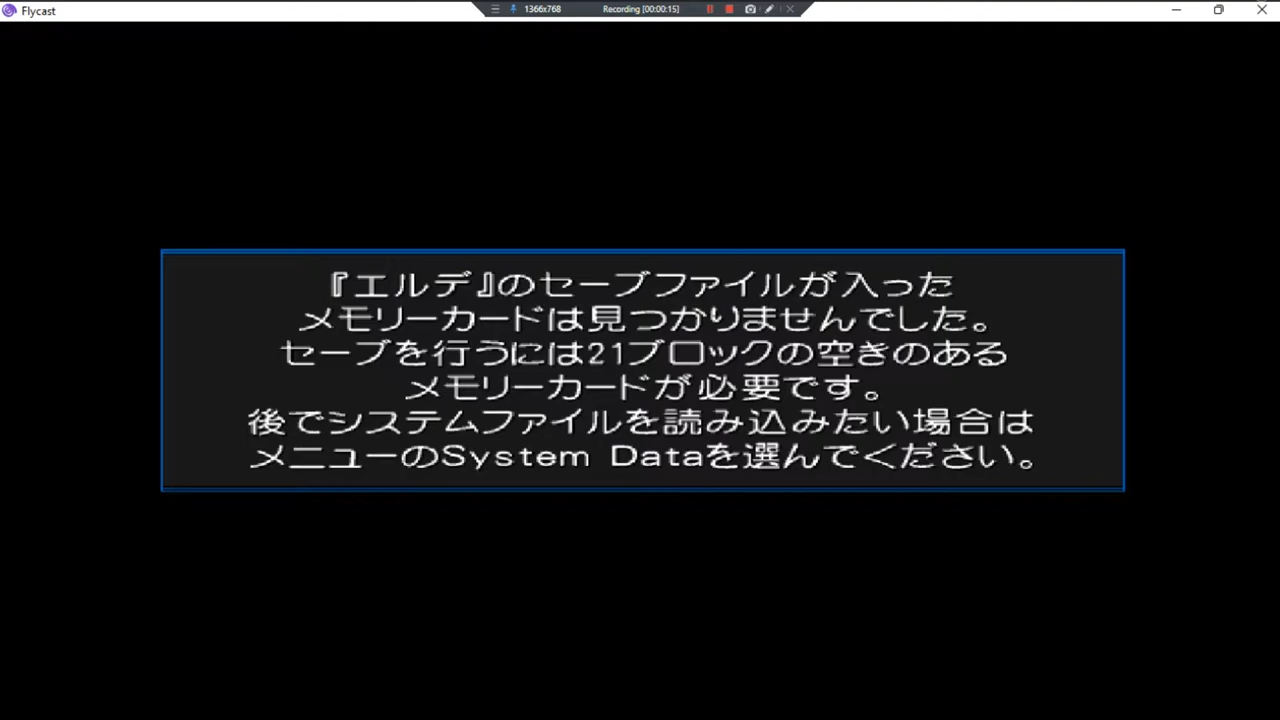 Flycast
1366x768
Recording [00:00:15]
『エルデ』のセーブファイルが入った
メモリーカードは見つかりませんでした。
セーブを行うには21ブロックの空きのある
メモリーカードが必要です。
後でシステムファイルを読み込みたい場合は
メニューのSystem Dataを選んでください。